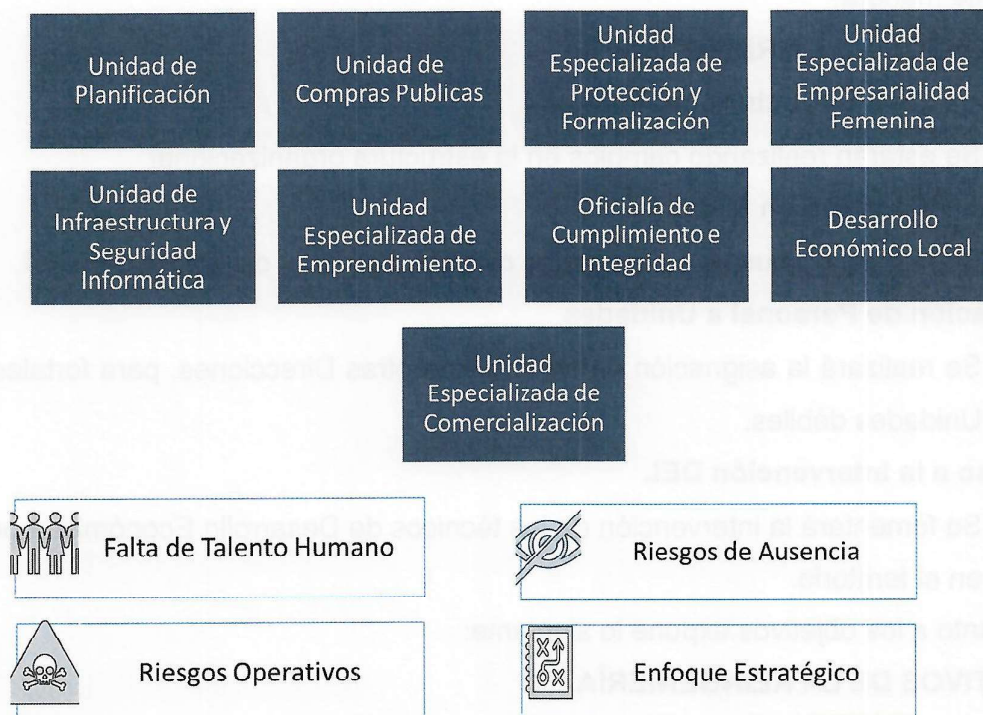 Unidad de
Planificación
Unidad de
Compras Publicas
Unidad
Especializada de
Protección y
Formalización
Unidad
Especializada de
Empresarialidad
Femenina
Unidad de
Infraestructura y
Seguridad
Informática
Unidad
Especializada de
Emprendimiento.
Oficialía de
Cumplimiento e
Integridad
Desarrollo
Económico Local
Unidad
Especializada de
Comercialización
Falta de Talento Humano
Riesgos de Ausencia
Riesgos Operativos
Enfoque Estratégico